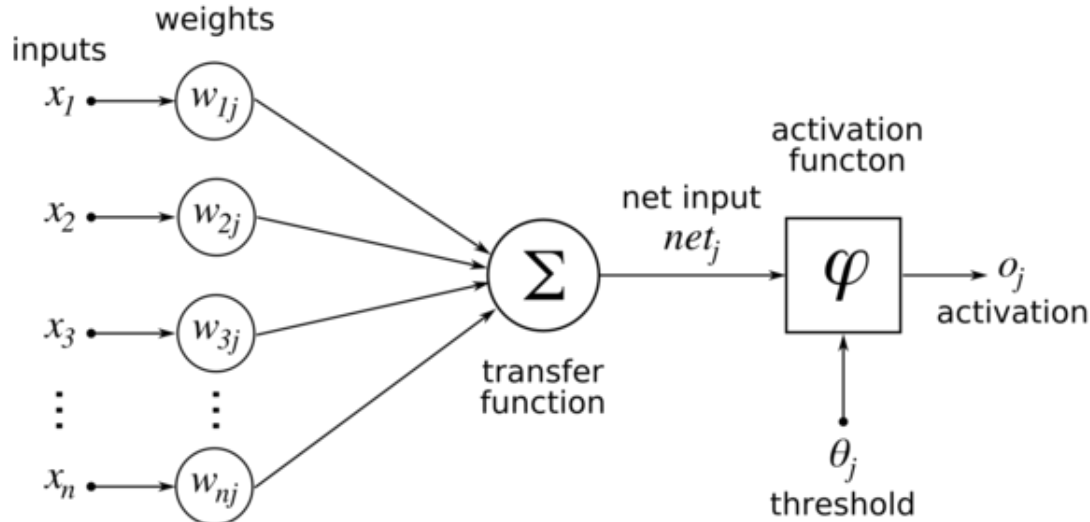 weights
inputs
x1
w1j
x2
w2j
x3
w3j
xn
wnj
Σ
transfer
function
net input
netj
activation
functon
φ
oj
activation
θj
threshold